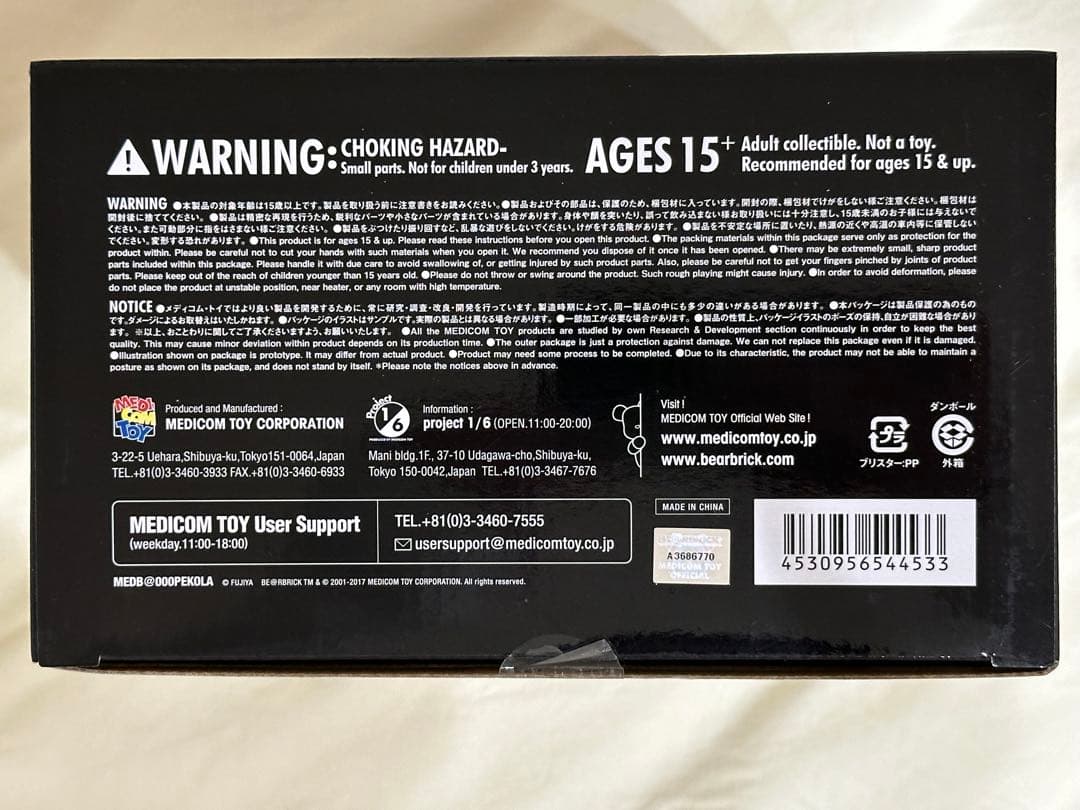 WARNING: CHOKING HAZARD-
Small parts. Not for children under 3 years.
AGES 15+ Adult collectible. Not a toy.
Recommended for ages 15 & up.
WARNING ●本製品の対象年齢は15歳以上です。製品を取り扱う前に注意書きをお読みください。●製品およびその部品は、保護のため、梱包材に入っています。開封の際、梱包材でけがをしない様ご注意ください。梱包材は
開封後に捨ててください。●製品は精密な再現を行うため、鋭利なパーツや小さなパーツが含まれている場合があります。身体や顔を突いたり、誤って飲み込まない様お取り扱いには十分注意し、15歳未満のお子様には与えないで
ください。また可動部分に指をはさまない様ご注意ください。●製品をぶつけたり振り回すなど、乱暴な遊びをしないでください。けがをする危険があります。●製品を不安定な場所に置いたり、熱源の近くや高温の車内等に保管しない
でください。変形する恐れがあります。●This product is for ages 15 & up. Please read these instructions before you open this product. ●The packing materials within this package serve only as protection for the
product within. Please be careful not to cut your hands with such materials when you open it. We recommend you dispose of it once it has been opened. ●There may be extremely small, sharp product
parts included within this package. Please handle it with due care to avoid swallowing of, or getting injured by such product parts. Also, please be careful not to get your fingers pinched by joints of product
parts. Please keep out of the reach of children younger than 15 years old. ●Please do not throw or swing around the product. Such rough playing might cause injury. ●In order to avoid deformation, please
do not place the product at unstable position, near heater, or any room with high temperature.
NOTICE ●メディコム・トイではより良い製品を開発するために、常に研究・調査・改良・開発を行っています。製造時期によって、同一製品の中にも多少の違いがある場合があります。●本パッケージは製品保護の為のもの
です。ダメージによるお取替えはいたしかねます。●パッケージのイラストはサンプルです。実際の製品とは異なる場合があります。●一部加工が必要な場合があります。●製品の性質上、パッケージイラストのポーズの保持、自立が困難な場合があり
ます。※以上、おことわりに関してご了承くださいますよう、お願いいたします。●All the MEDICOM TOY products are studied by own Research & Development section continuously in order to keep the best
quality. This may cause minor deviation within product depends on its production time. ●The outer package is just a protection against damage. We can not replace this package even if it is damaged.
●Illustration shown on package is prototype. It may differ from actual product. ●Product may need some process to be completed. ●Due to its characteristic, the product may not be able to maintain a
posture as shown on its package, and does not stand by itself. ※Please note the notices above in advance.
MEDI
COM
TOY
Produced and Manufactured :
MEDICOM TOY CORPORATION
3-22-5 Uehara,Shibuya-ku,Tokyo151-0064,Japan
TEL.+81(0)3-3460-3933 FAX.+81(0)3-3460-6933
Project
1/6
PRODUCED BY MEDICOM TOY
Information :
project 1/6 (OPEN.11:00-20:00)
Mani bldg.1F., 37-10 Udagawa-cho,Shibuya-ku,
Tokyo 150-0042,Japan TEL.+81(0)3-3467-7676
Visit !
MEDICOM TOY Official Web Site !
www.medicomtoy.co.jp
www.bearbrick.com
プラ
ブリスター:PP
ダンボール
外箱
MEDICOM TOY User Support
(weekday.11:00-18:00)
TEL.+81(0)3-3460-7555
usersupport@medicomtoy.co.jp
MADE IN CHINA
BE@RBRICK
A3686770
MEDICOM TOY
OFFICIAL
4530956544533
MEDB@000PEKOLA © FUJIYA BE@RBRICK TM & © 2001-2017 MEDICOM TOY CORPORATION. All rights reserved.